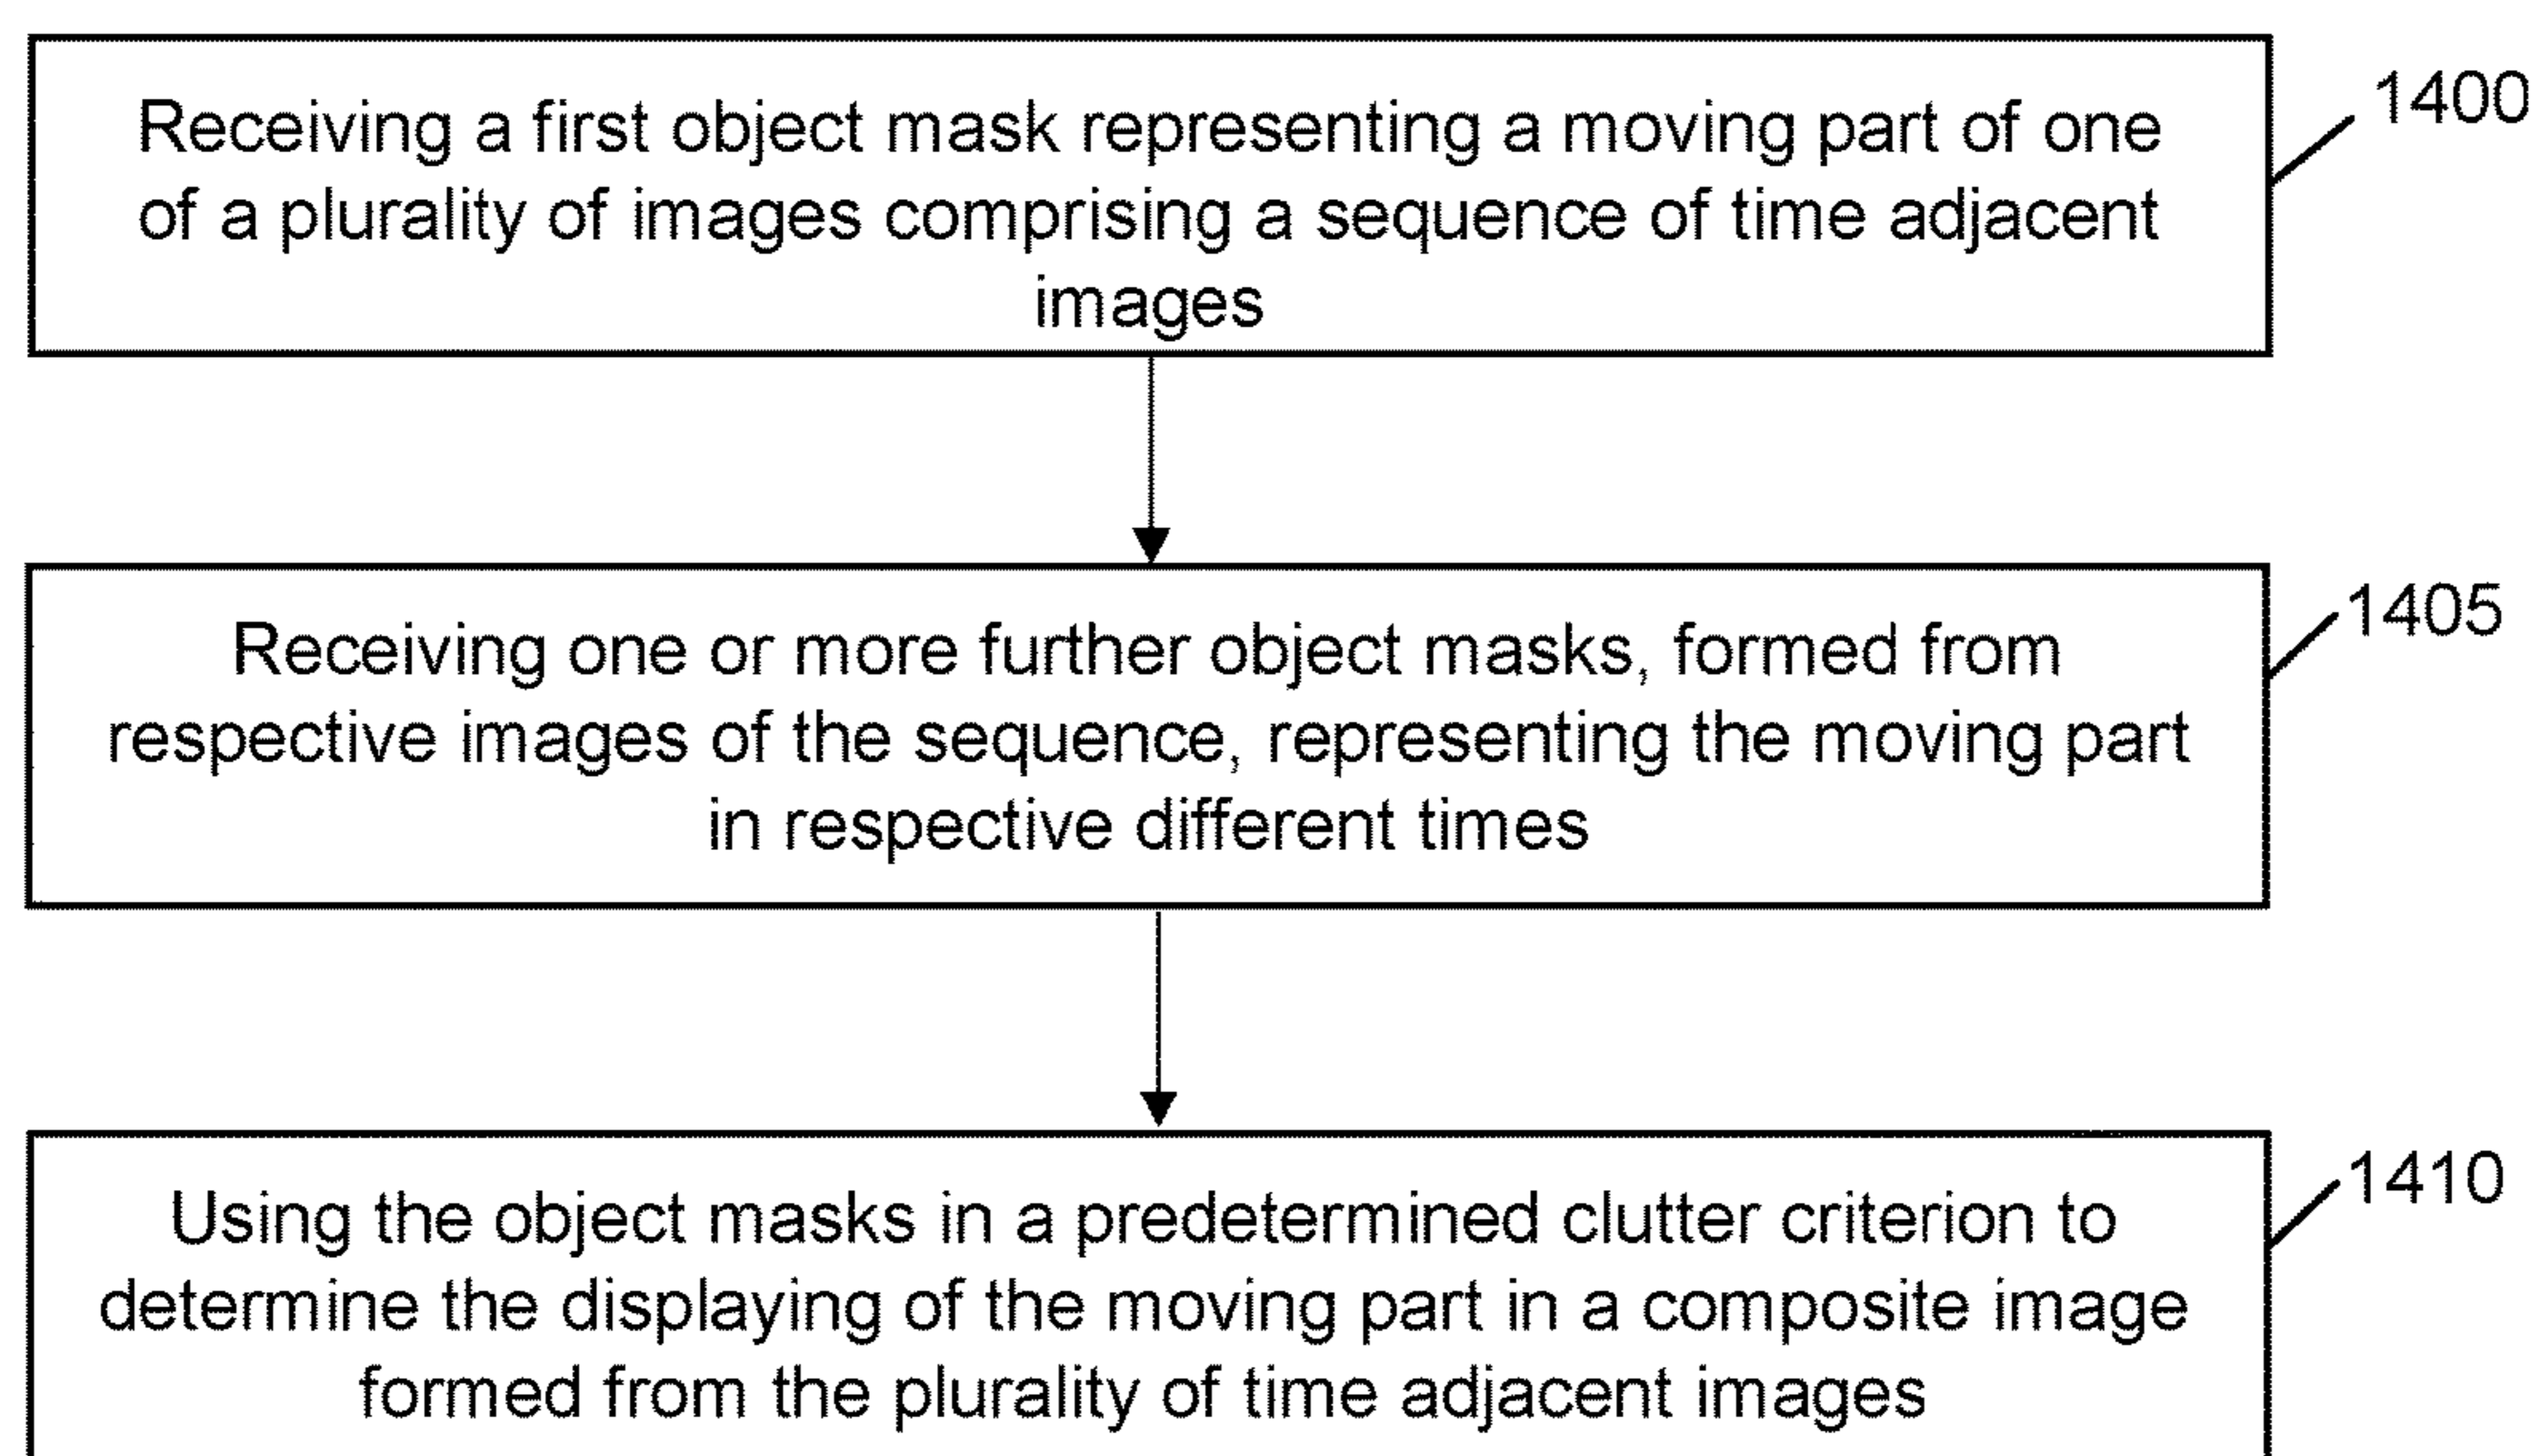 Receiving a first object mask representing a moving part of one
of a plurality of images comprising a sequence of time adjacent
images
1400
Receiving one or more further object masks, formed from
respective images of the sequence, representing the moving part
in respective different times
1405
Using the object masks in a predetermined clutter criterion to
determine the displaying of the moving part in a composite image
formed from the plurality of time adjacent images
1410